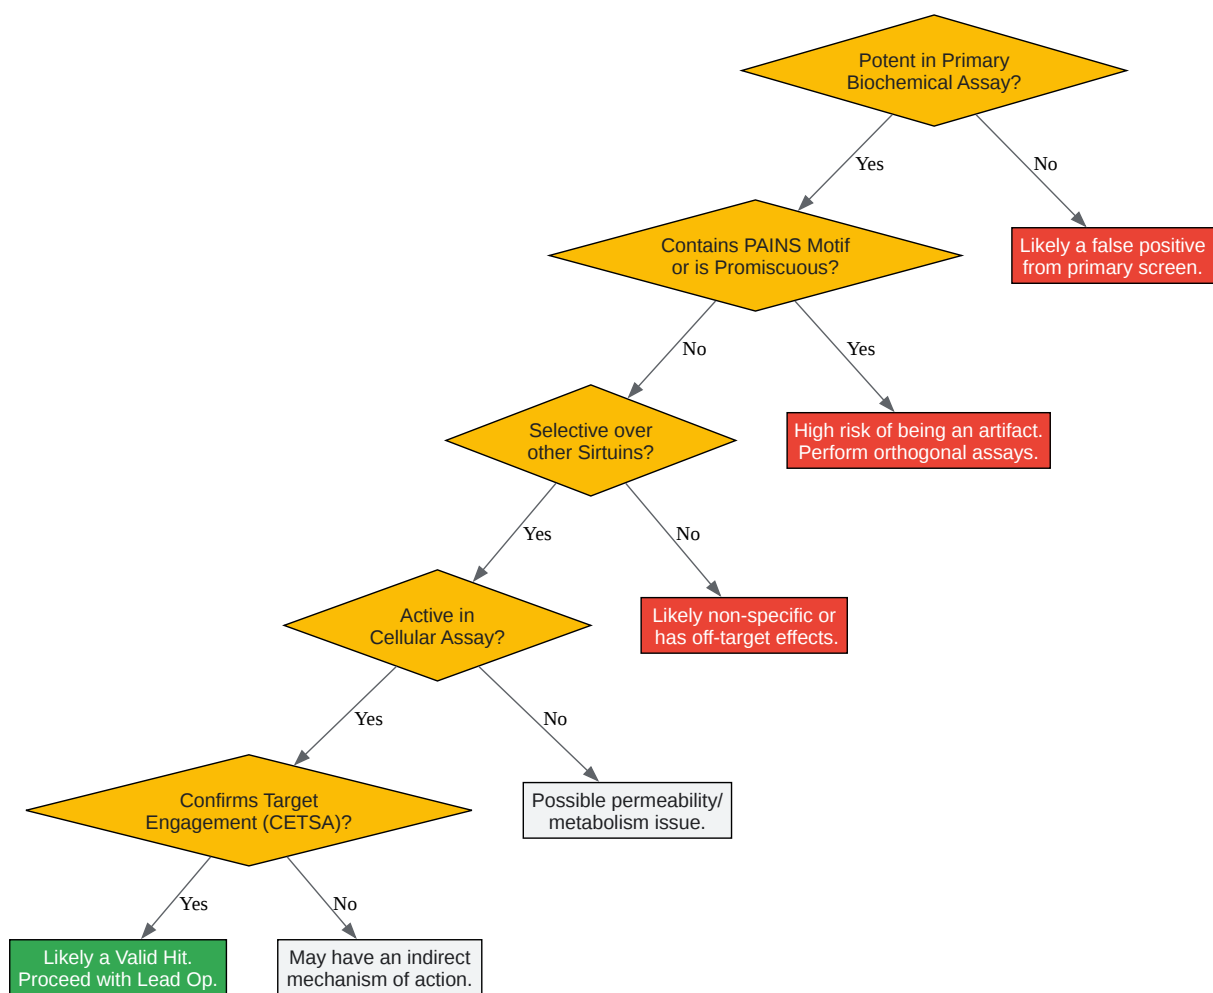 Potent in Primary
Biochemical Assay?
Yes
No
Contains PAINS Motif
or is Promiscuous?
Likely a false positive
from primary screen.
No
Yes
Selective over
other Sirtuins?
High risk of being an artifact.
Perform orthogonal assays.
Yes
No
Active in
Cellular Assay?
Likely non-specific or
has off-target effects.
Yes
No
Confirms Target
Engagement (CETSA)?
Possible permeability/
metabolism issue.
Yes
No
Likely a Valid Hit.
Proceed with Lead Op.
May have an indirect
mechanism of action.